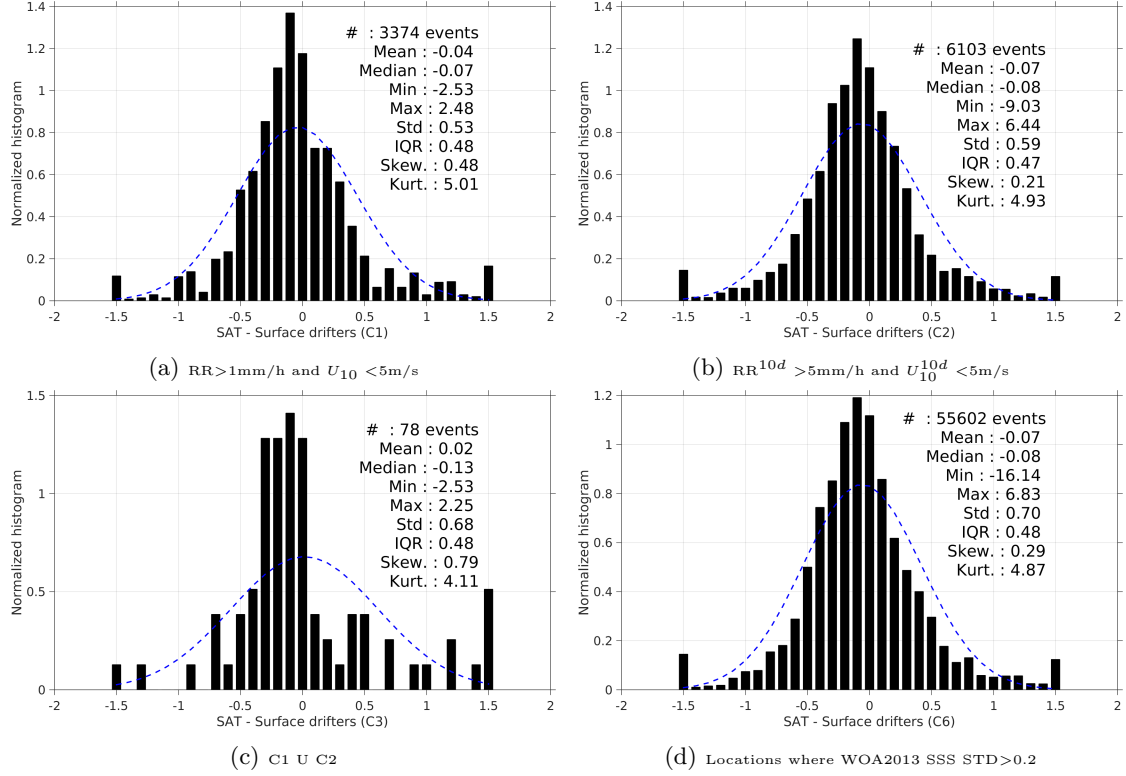 1.4
1.2
1
0.8
0.6
0.4
0.2
0
Normalized histogram
# : 3374 events
Mean : -0.04
Median : -0.07
Min : -2.53
Max : 2.48
Std : 0.53
IQR : 0.48
Skew. : 0.48
Kurt. : 5.01
-2 -1.5 -1 -0.5 0 0.5 1 1.5 2
SAT - Surface drifters (C1)
(a) RR>1mm/h and U10 <5m/s
1.4
1.2
1
0.8
0.6
0.4
0.2
0
Normalized histogram
# : 6103 events
Mean : -0.07
Median : -0.08
Min : -9.03
Max : 6.44
Std : 0.59
IQR : 0.47
Skew. : 0.21
Kurt. : 4.93
-2 -1.5 -1 -0.5 0 0.5 1 1.5 2
SAT - Surface drifters (C2)
(b) RR10d >5mm/h and U10d10 <5m/s
1.5
1
0.5
0
Normalized histogram
# : 78 events
Mean : 0.02
Median : -0.13
Min : -2.53
Max : 2.25
Std : 0.68
IQR : 0.48
Skew. : 0.79
Kurt. : 4.11
-2 -1.5 -1 -0.5 0 0.5 1 1.5 2
SAT - Surface drifters (C3)
(c) C1 U C2
1.2
1
0.8
0.6
0.4
0.2
0
Normalized histogram
# : 55602 events
Mean : -0.07
Median : -0.08
Min : -16.14
Max : 6.83
Std : 0.70
IQR : 0.48
Skew. : 0.29
Kurt. : 4.87
-2 -1.5 -1 -0.5 0 0.5 1 1.5 2
SAT - Surface drifters (C6)
(d) Locations where WOA2013 SSS STD>0.2